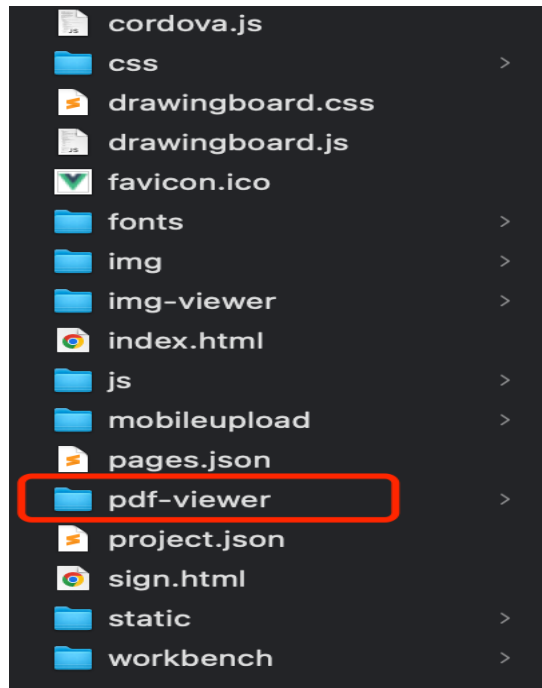 cordova.js
css
drawingboard.css
drawingboard.js
favicon.ico
fonts
img
img-viewer
index.html
js
mobileupload
pages.json
pdf-viewer
project.json
sign.html
static
workbench